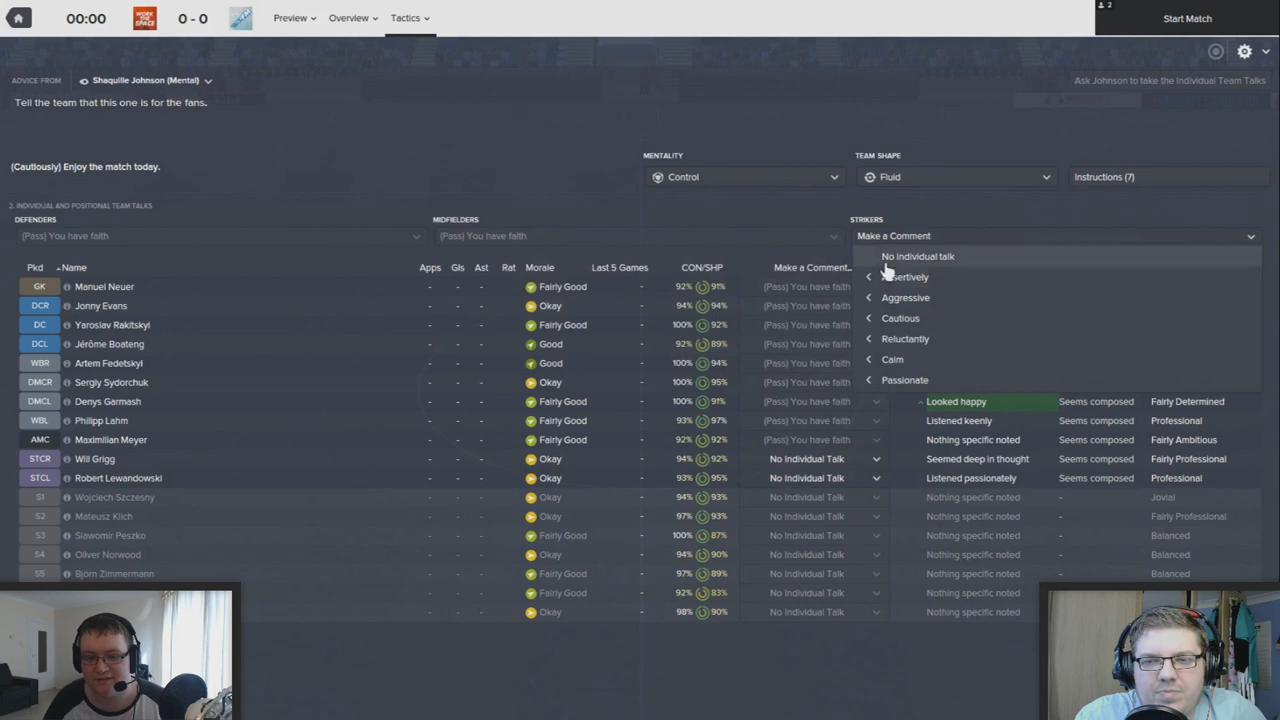 00:00 WORK THE SPACE 0 - 0 Preview Overview Tactics 2 Start Match
ADVICE FROM Shaquille Johnson (Mental) Ask Johnson to take the Individual Team Talks
Tell the team that this one is for the fans.
MENTALITY TEAM SHAPE
(Cautiously) Enjoy the match today. Control Fluid Instructions (7)
2. INDIVIDUAL AND POSITIONAL TEAM TALKS
DEFENDERS MIDFIELDERS STRIKERS
(Pass) You have faith (Pass) You have faith Make a Comment
No individual talk
Assertively
Aggressive
Cautious
Reluctantly
Calm
Passionate
Pkd Name Apps Gls Ast Rat Morale Last 5 Games CON/SHP Make a Comment...
GK Manuel Neuer - - - - Fairly Good - 92% 91% (Pass) You have faith
DCR Jonny Evans - - - - Okay - 94% 94% (Pass) You have faith
DC Yaroslav Rakitskyi - - - - Fairly Good - 100% 92% (Pass) You have faith
DCL Jérôme Boateng - - - - Good - 92% 89% (Pass) You have faith
WBR Artem Fedetskyi - - - - Good - 100% 94% (Pass) You have faith
DMCR Sergiy Sydorchuk - - - - Okay - 100% 95% (Pass) You have faith
DMCL Denys Garmash - - - - Fairly Good - 100% 91% (Pass) You have faith Looked happy Seems composed Fairly Determined
WBL Philipp Lahm - - - - Fairly Good - 93% 97% (Pass) You have faith Listened keenly Seems composed Professional
AMC Maximilian Meyer - - - - Fairly Good - 92% 92% (Pass) You have faith Nothing specific noted Seems composed Fairly Ambitious
STCR Will Grigg - - - - Okay - 94% 92% No Individual Talk Seemed deep in thought Seems composed Fairly Professional
STCL Robert Lewandowski - - - - Okay - 93% 95% No Individual Talk Listened passionately Seems composed Professional
S1 Wojciech Szczesny - - - - Okay - 94% 93% No Individual Talk Nothing specific noted - Jovial
S2 Mateusz Klich - - - - Okay - 97% 93% No Individual Talk Nothing specific noted - Fairly Professional
S3 Slawomir Peszko - - - - Fairly Good - 100% 87% No Individual Talk Nothing specific noted - Balanced
S4 Oliver Norwood - - - - Okay - 94% 90% No Individual Talk Nothing specific noted - Balanced
S5 Björn Zimmermann - - - - Fairly Good - 97% 89% No Individual Talk Nothing specific noted - Balanced
- - - Fairly Good - 92% 83% No Individual Talk Nothing specific noted
- - - Okay - 98% 90% No Individual Talk Nothing specific noted